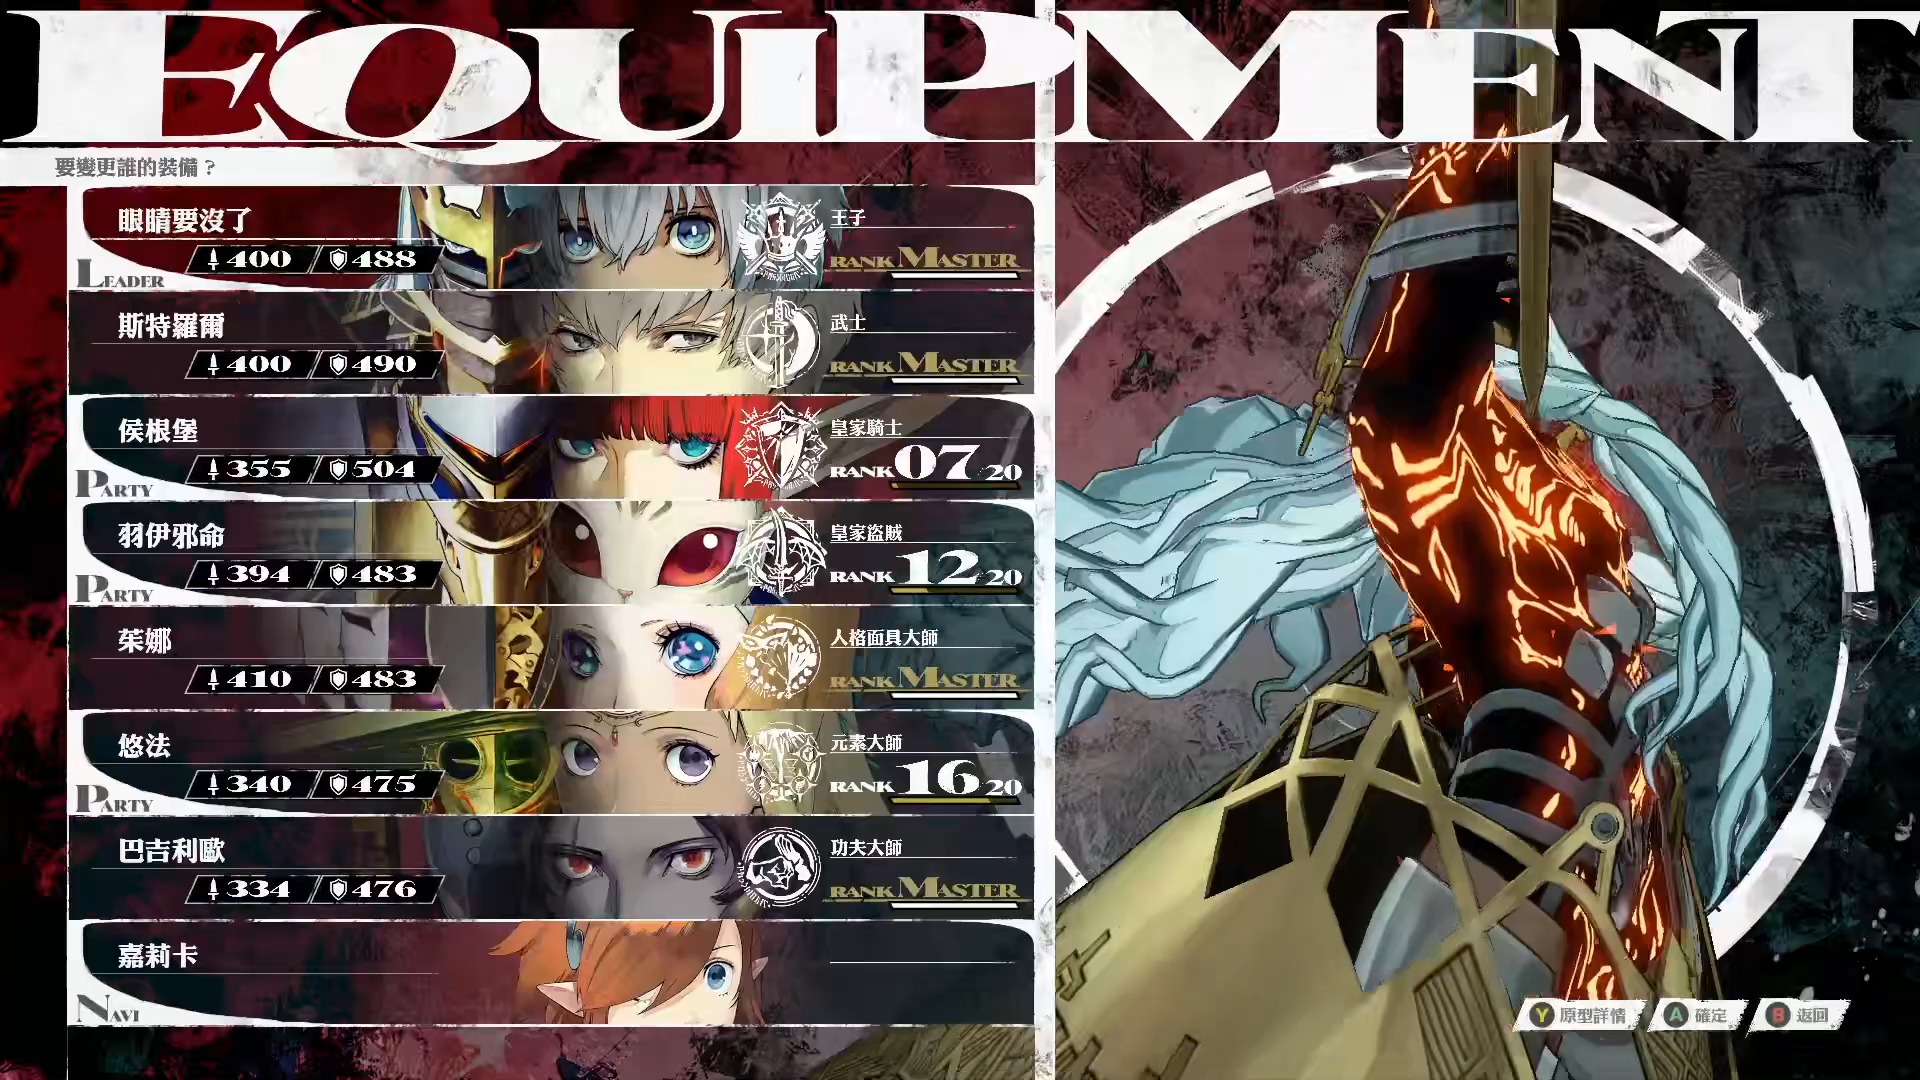 EQUIPMENT
要變更誰的裝備？
眼睛要沒了
400 488
LEADER
王子
RANK MASTER
斯特羅爾
400 490
武士
RANK MASTER
侯根堡
355 504
PARTY
皇家騎士
RANK 07/20
羽伊邪命
394 483
PARTY
皇家盜賊
RANK 12/20
茱娜
410 483
人格面具大師
RANK MASTER
悠法
340 475
PARTY
元素大師
RANK 16/20
巴吉利歐
334 476
功夫大師
RANK MASTER
嘉莉卡
NAVI
Y 原型詳情 A 確定 B 返回